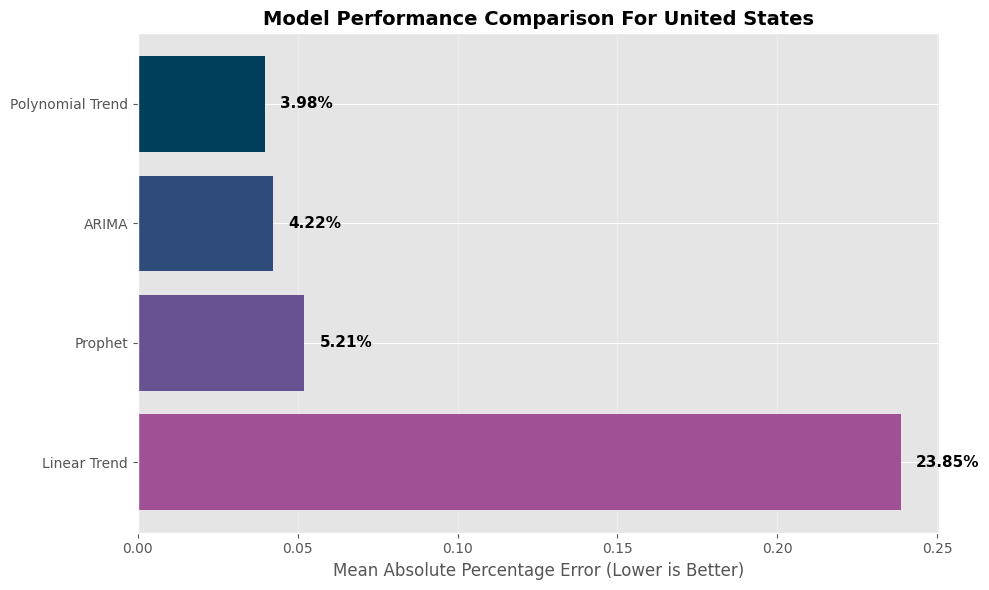 Model Performance Comparison For United States
Polynomial Trend
3.98%
ARIMA
4.22%
Prophet
5.21%
Linear Trend
23.85%
0.00 0.05 0.10 0.15 0.20 0.25
Mean Absolute Percentage Error (Lower is Better)